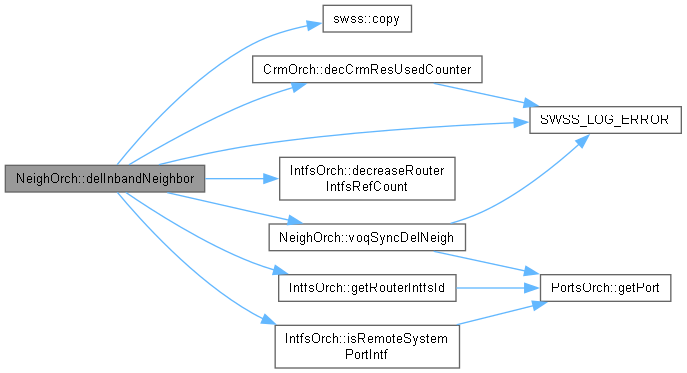 swss::copy
CrmOrch::decCrmResUsedCounter
SWSS_LOG_ERROR
NeighOrch::delInbandNeighbor
IntfsOrch::decreaseRouter
IntfsRefCount
NeighOrch::voqSyncDelNeigh
IntfsOrch::getRouterIntfsId
PortsOrch::getPort
IntfsOrch::isRemoteSystem
PortIntf